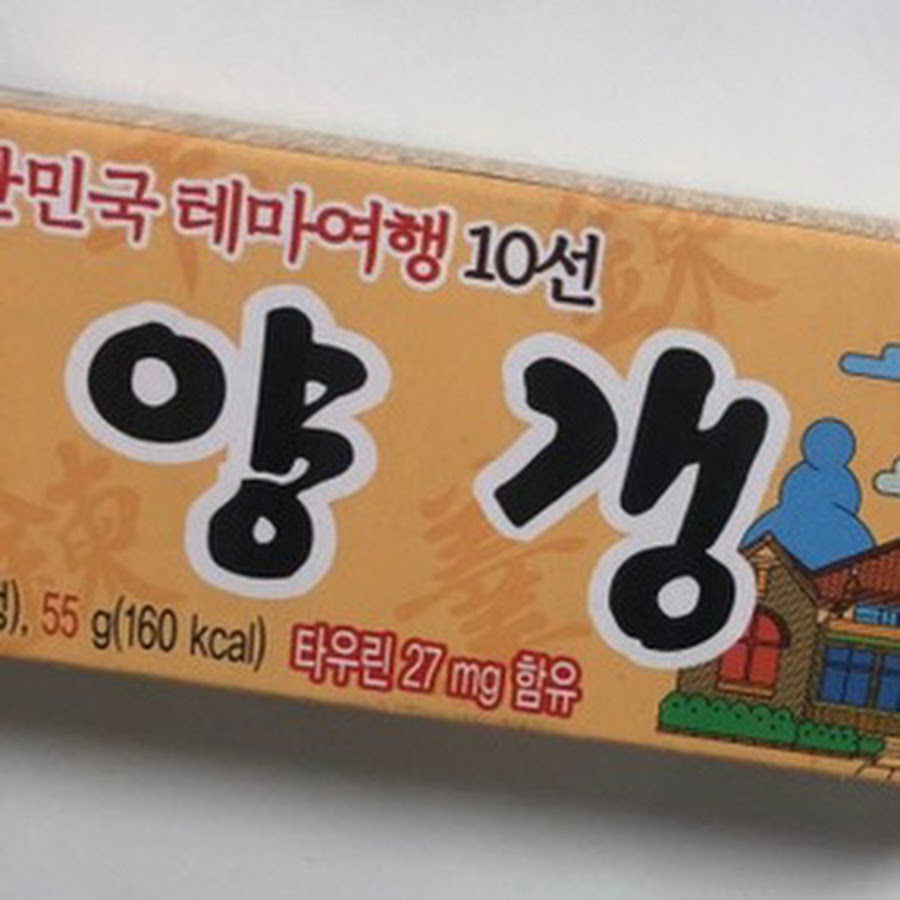 한민국 테마여행 10선
양갱
), 55 g(160 kcal) 타우린 27 mg 함유